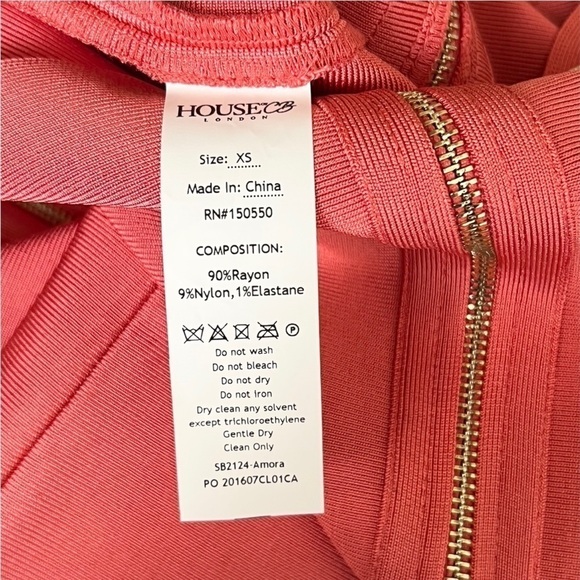 HOUSE OF CB
LONDON
Size: XS
Made In: China
RN#150550
COMPOSITION:
90%Rayon
9%Nylon,1%Elastane
P
Do not wash
Do not bleach
Do not dry
Do not iron
Dry clean any solvent
except trichloroethylene
Gentle Dry
Clean Only
SB2124-Amora
PO 201607CL01CA